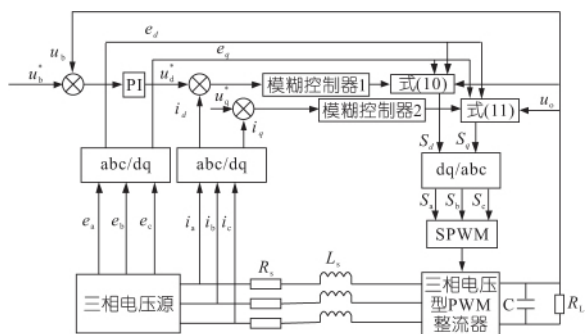 e_d
e_q
u_b
u_b^*
PI
u_d^*
模糊控制器1
式(10)
i_d
u_q^*
模糊控制器2
式(11)
u_o
i_q
S_d
S_q
abc/dq
abc/dq
dq/abc
e_a
e_b
e_c
i_a
i_b
i_c
S_a
S_b
S_c
SPWM
R_s
L_s
三相电压源
三相电压
型PWM
整流器
C
R_L